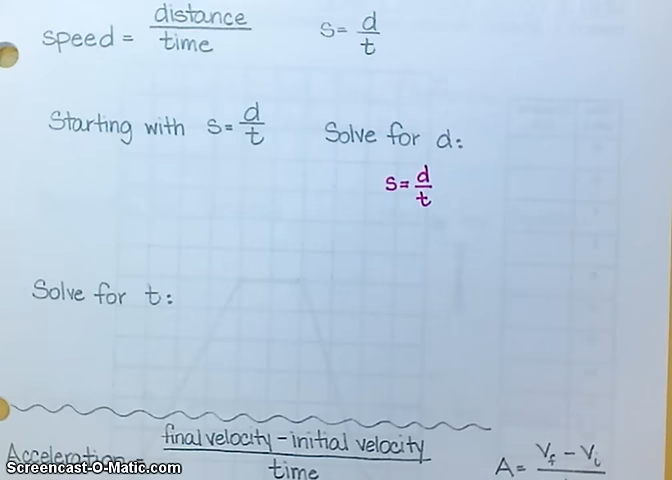 speed = distance/time s = d/t
Starting with s = d/t Solve for d:
s = d/t
Solve for t:
Acceleration = final velocity - initial velocity/time A = Vf - Vi
Screencast-O-Matic.com